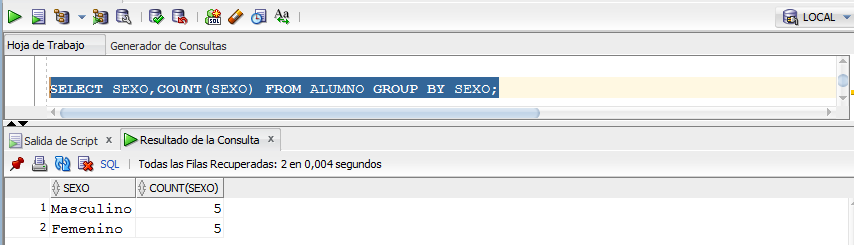 LOCAL
Hoja de Trabajo Generador de Consultas
SELECT SEXO,COUNT(SEXO) FROM ALUMNO GROUP BY SEXO;
Salida de Script x Resultado de la Consulta x
SQL | Todas las Filas Recuperadas: 2 en 0,004 segundos
SEXO COUNT(SEXO)
1 Masculino 5
2 Femenino 5